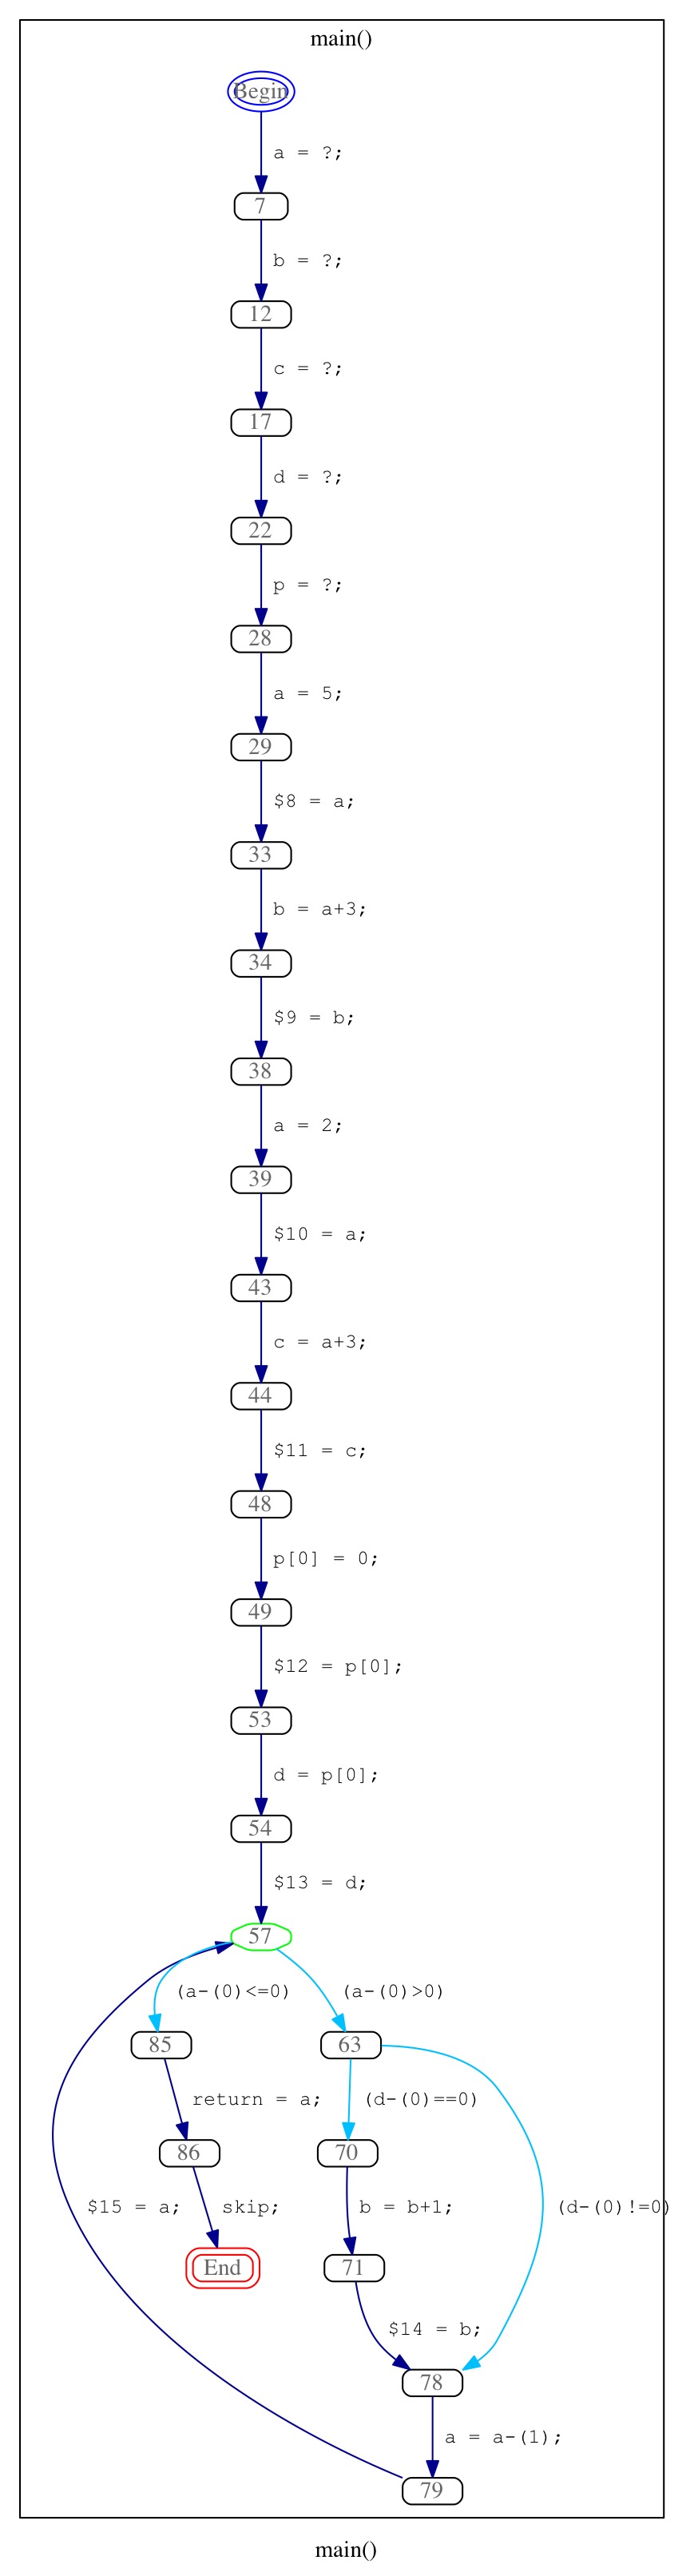 main()
Begin
a = ?;
7
b = ?;
12
c = ?;
17
d = ?;
22
p = ?;
28
a = 5;
29
$8 = a;
33
b = a+3;
34
$9 = b;
38
a = 2;
39
$10 = a;
43
c = a+3;
44
$11 = c;
48
p[0] = 0;
49
$12 = p[0];
53
d = p[0];
54
$13 = d;
57
(a-(0)<=0)
(a-(0)>0)
85
63
return = a;
(d-(0)==0)
86
70
$15 = a;
skip;
b = b+1;
(d-(0)!=0)
End
71
$14 = b;
78
a = a-(1);
79
main()